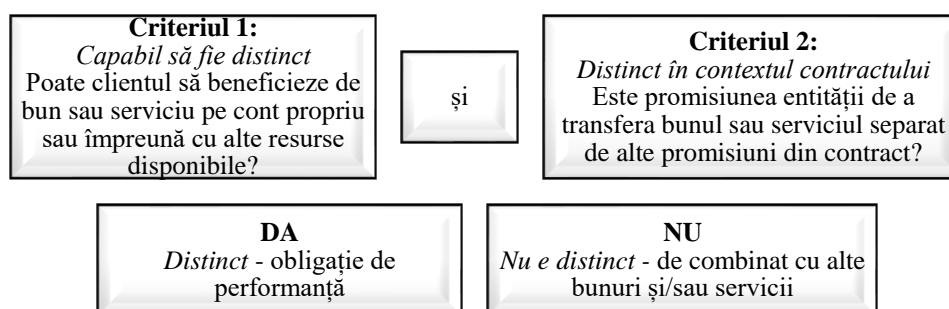 Criteriul 1:
Capabil să fie distinct
Poate clientul să beneficieze de
bun sau serviciu pe cont propriu
sau împreună cu alte resurse
disponibile?
și
Criteriul 2:
Distinct în contextul contractului
Este promisiunea entității de a
transfera bunul sau serviciul separat
de alte promisiuni din contract?
DA
Distinct - obligație de
performanță
NU
Nu e distinct - de combinat cu alte
bunuri și/sau servicii